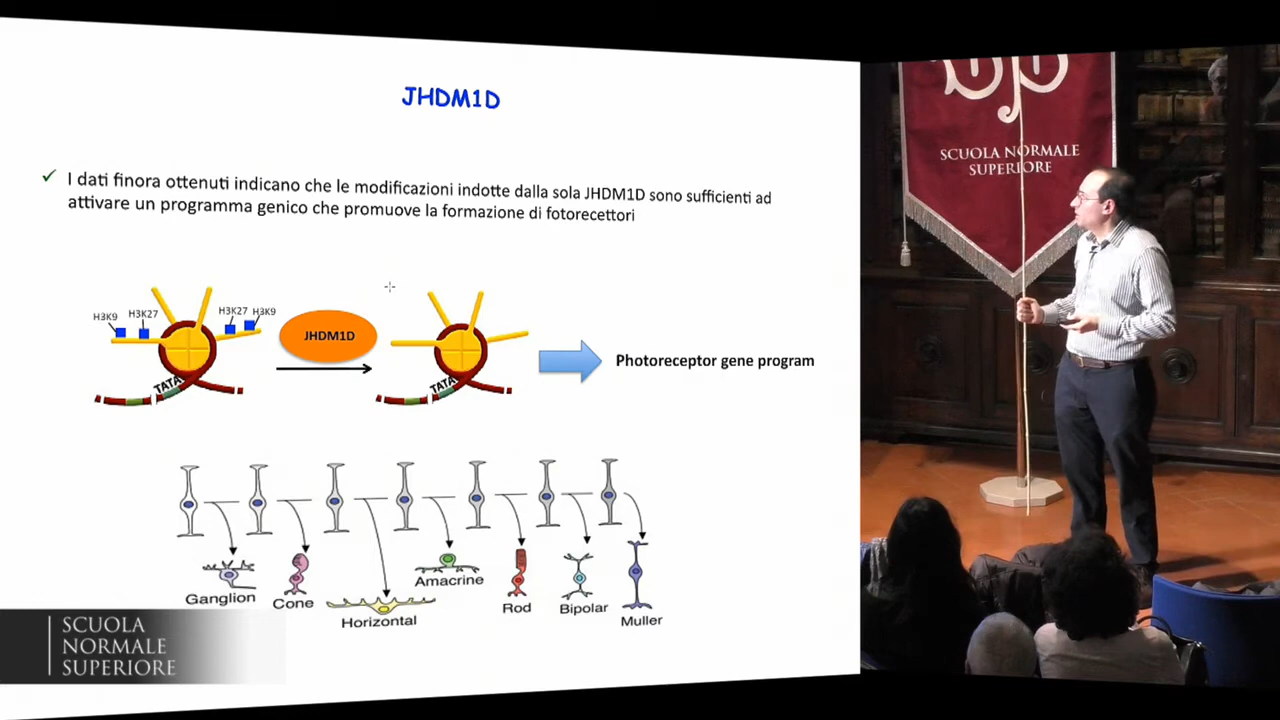 JHDM1D
✓ I dati finora ottenuti indicano che le modificazioni indotte dalla sola JHDM1D sono sufficienti ad
attivare un programma genico che promuove la formazione di fotorecettori
H3K9 H3K27 H3K27 H3K9
JHDM1D
TATA TATA
Photoreceptor gene program
Ganglion Cone Horizontal Amacrine Rod Bipolar Muller
SCUOLA
NORMALE
SUPERIORE
SCUOLA NORMALE
SUPERIORE